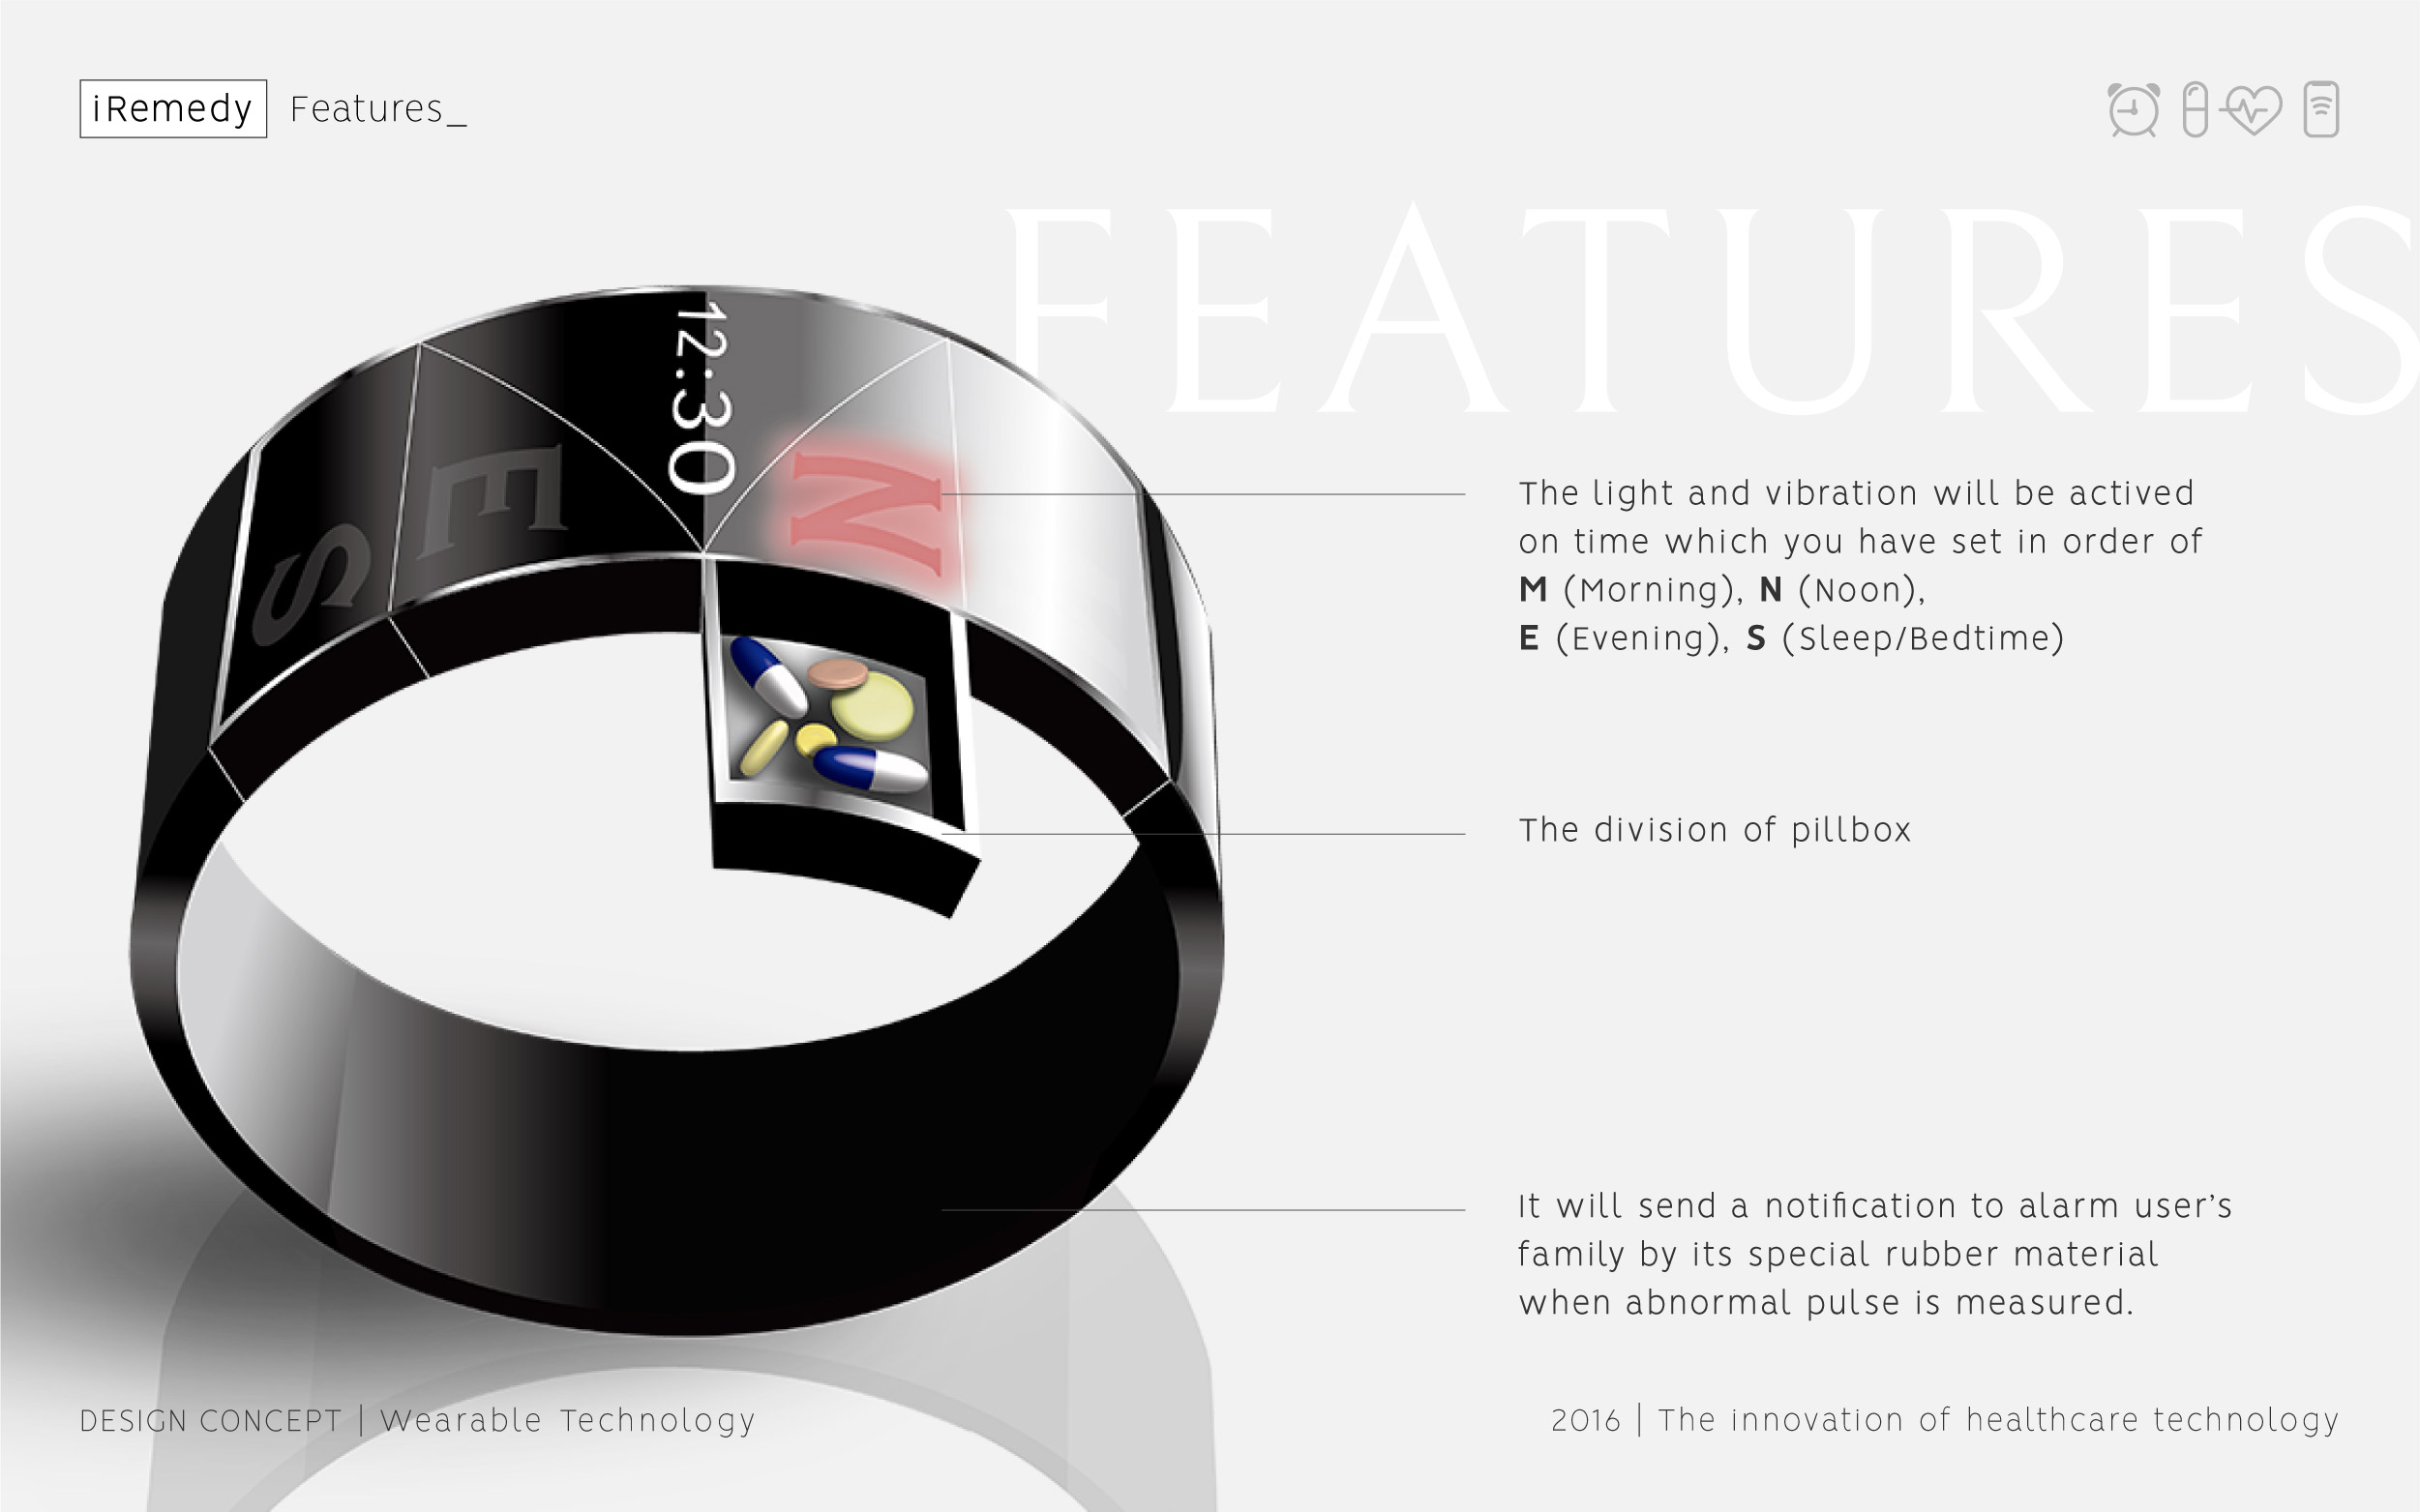 iRemedy Features_
FEATURES
12:30
S
E
N
The light and vibration will be actived
on time which you have set in order of
M (Morning), N (Noon),
E (Evening), S (Sleep/Bedtime)
The division of pillbox
It will send a notification to alarm user’s
family by its special rubber material
when abnormal pulse is measured.
DESIGN CONCEPT | Wearable Technology
2016 | The innovation of healthcare technology